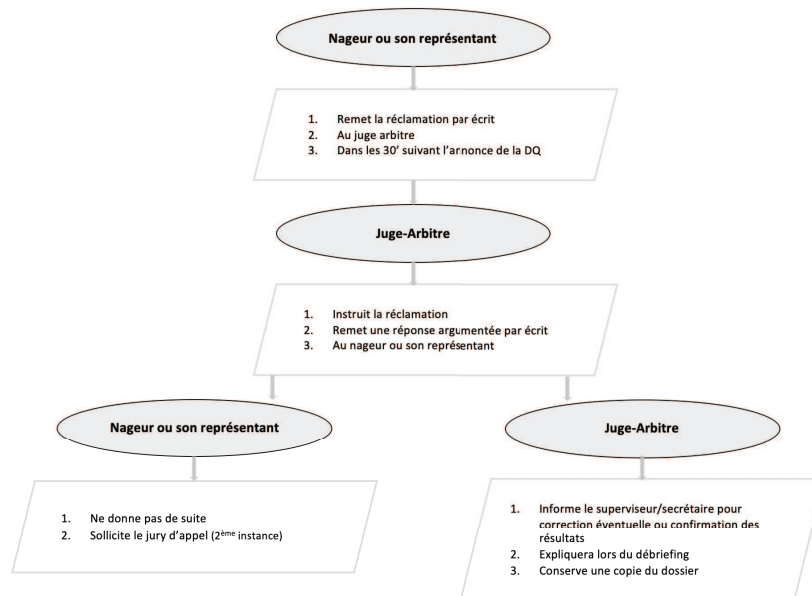 Nageur ou son représentant
1. Remet la réclamation par écrit
2. Au juge arbitre
3. Dans les 30' suivant l'annonce de la DQ
Juge-Arbitre
1. Instruit la réclamation
2. Remet une réponse argumentée par écrit
3. Au nageur ou son représentant
Nageur ou son représentant
1. Ne donne pas de suite
2. Sollicite le jury d'appel (2ème instance)
Juge-Arbitre
1. Informe le superviseur/secrétaire pour
correction éventuelle ou confirmation des
résultats
2. Expliquera lors du débriefing
3. Conserve une copie du dossier